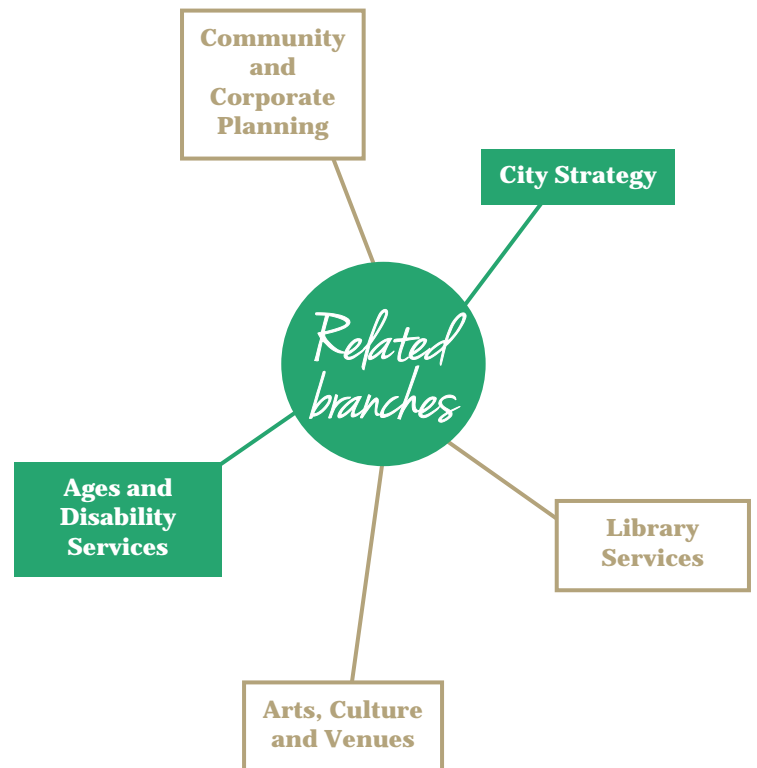 Community
and
Corporate
Planning
City Strategy
Related
branches
Ages and
Disability
Services
Library
Services
Arts, Culture
and Venues